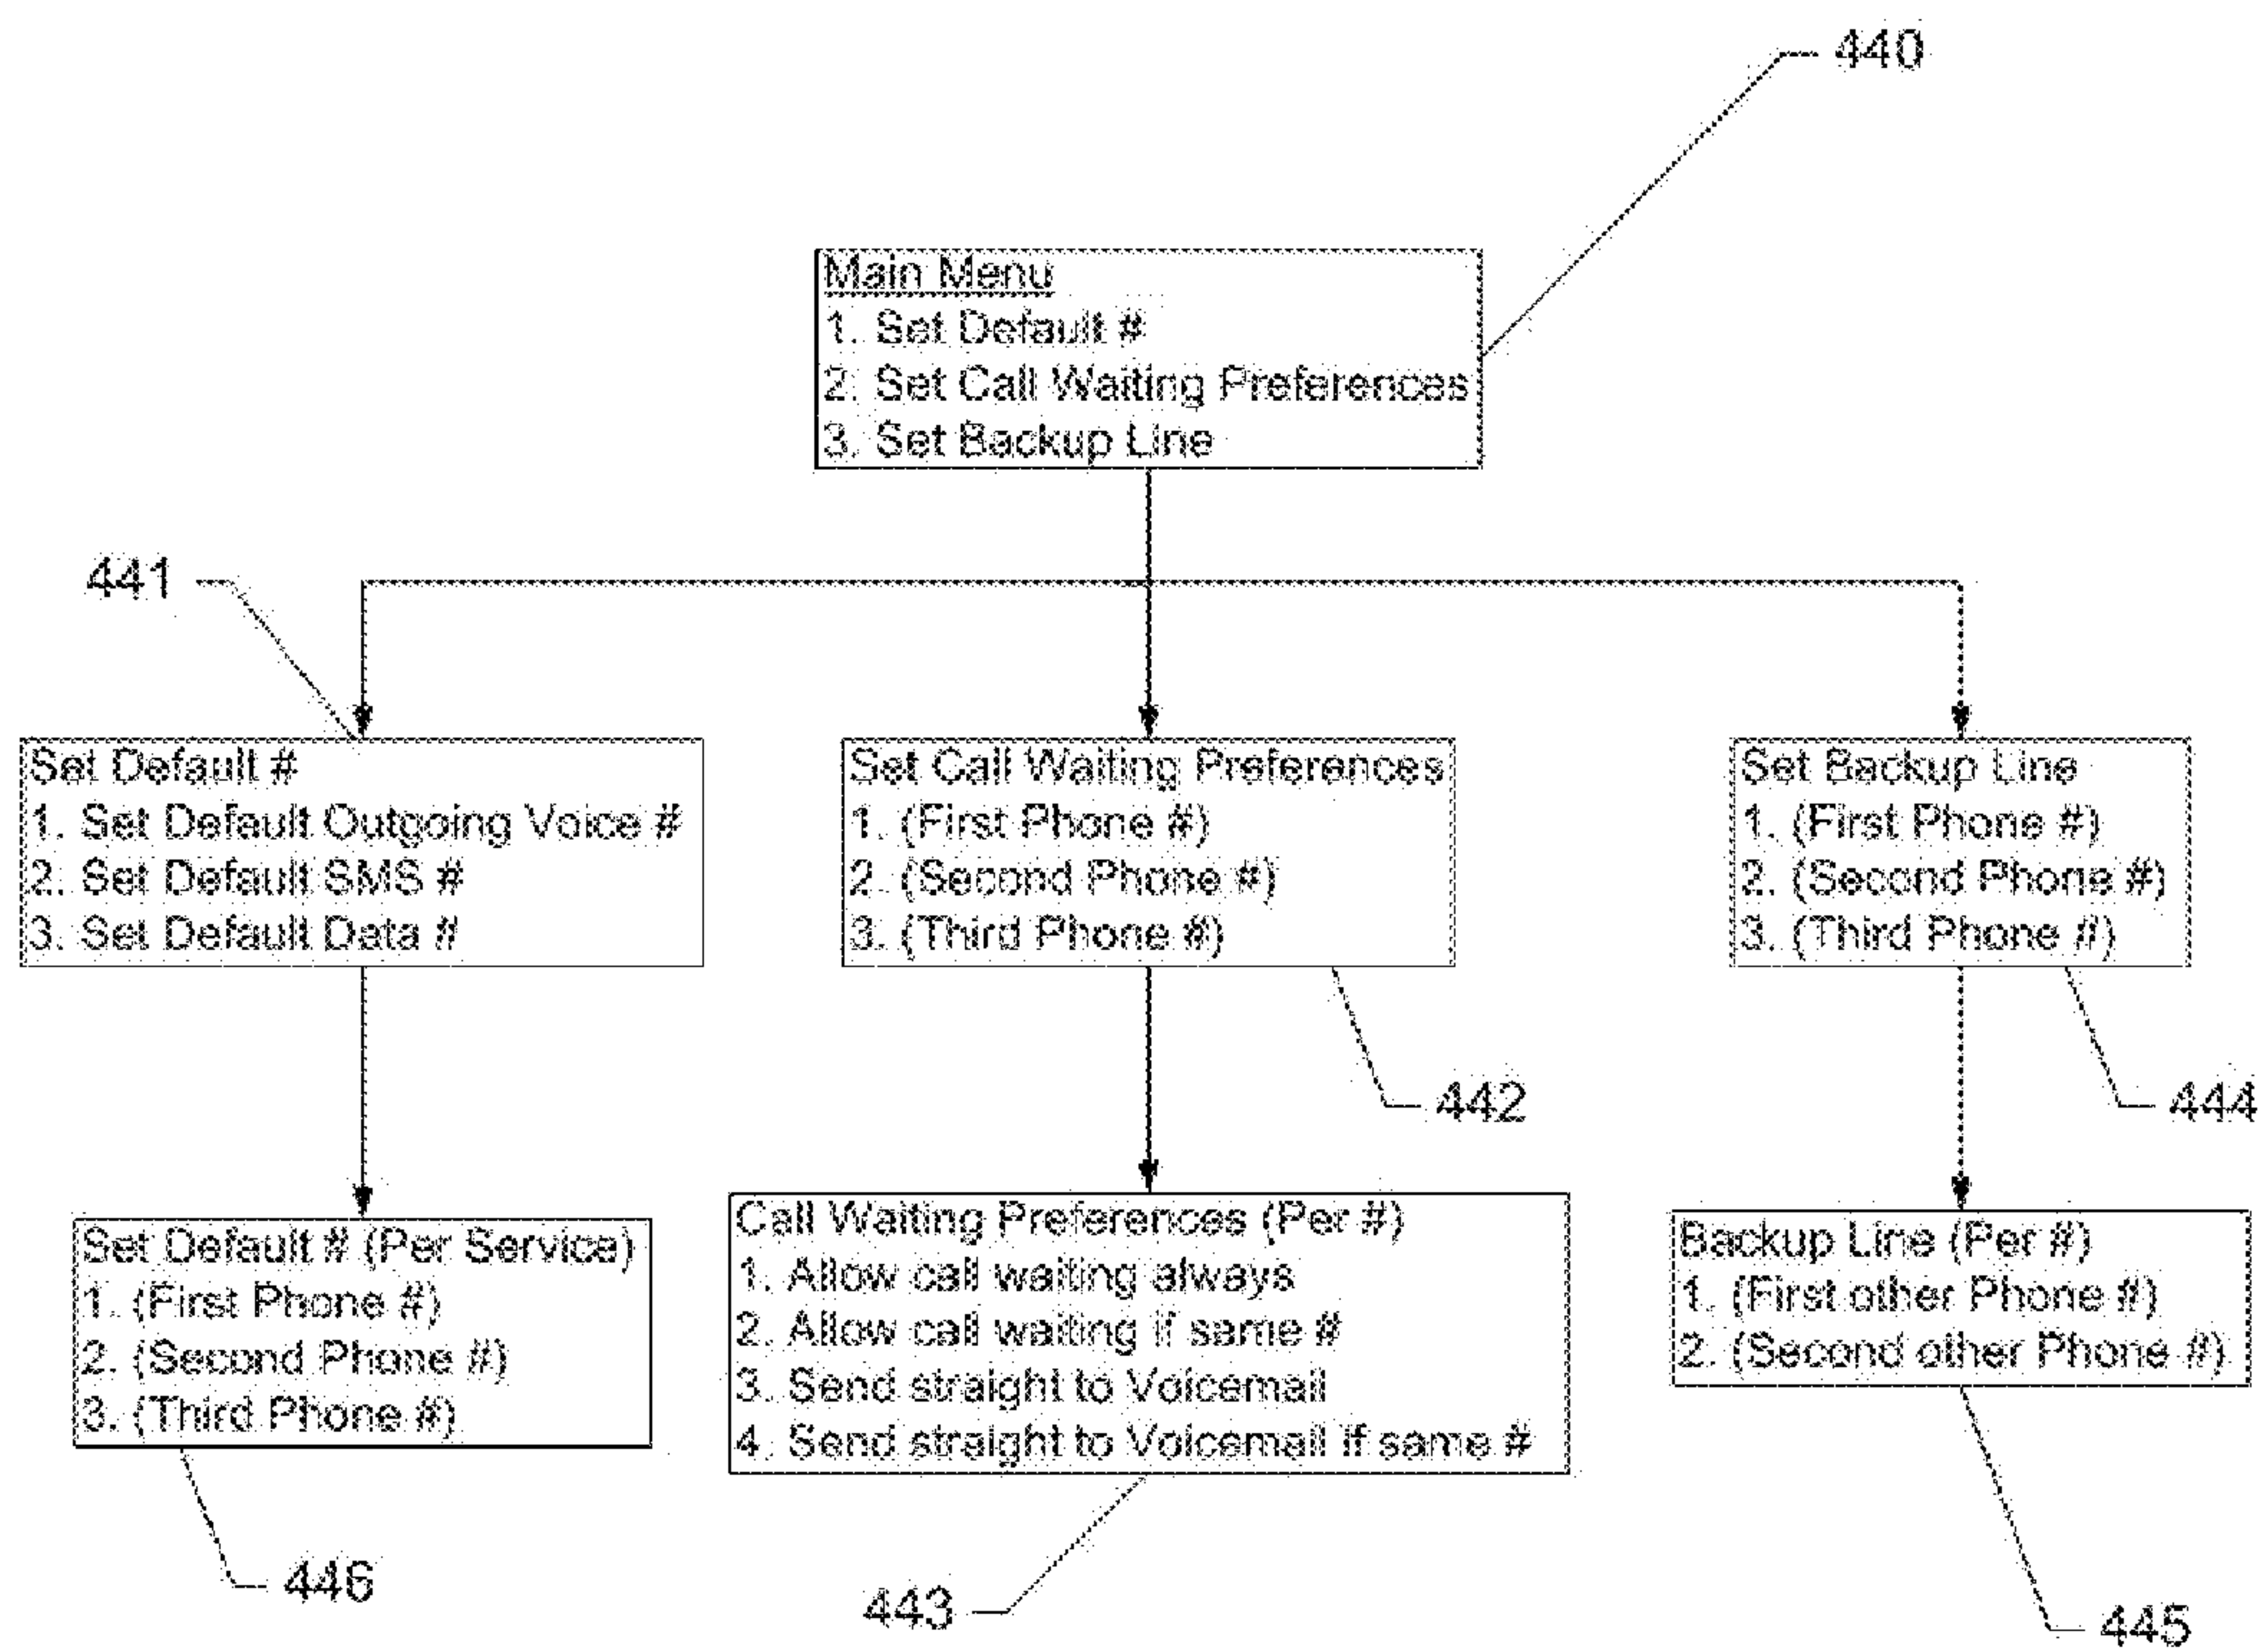 440
Main Menu
1. Set Default #
2. Set Call Waiting Preferences
3. Set Backup Line
441
Set Default #
1. Set Default Outgoing Voice #
2. Set Default SMS #
3. Set Default Data #
Set Call Waiting Preferences
1. (First Phone #)
2. (Second Phone #)
3. (Third Phone #)
Set Backup Line
1. (First Phone #)
2. (Second Phone #)
3. (Third Phone #)
442
444
Set Default # (Per Service)
1. (First Phone #)
2. (Second Phone #)
3. (Third Phone #)
Call Waiting Preferences (Per #)
1. Allow call waiting always
2. Allow call waiting if same #
3. Send straight to Voicemail
4. Send straight to Voicemail if same #
Backup Line (Per #)
1. (First other Phone #)
2. (Second other Phone #)
446
443
445